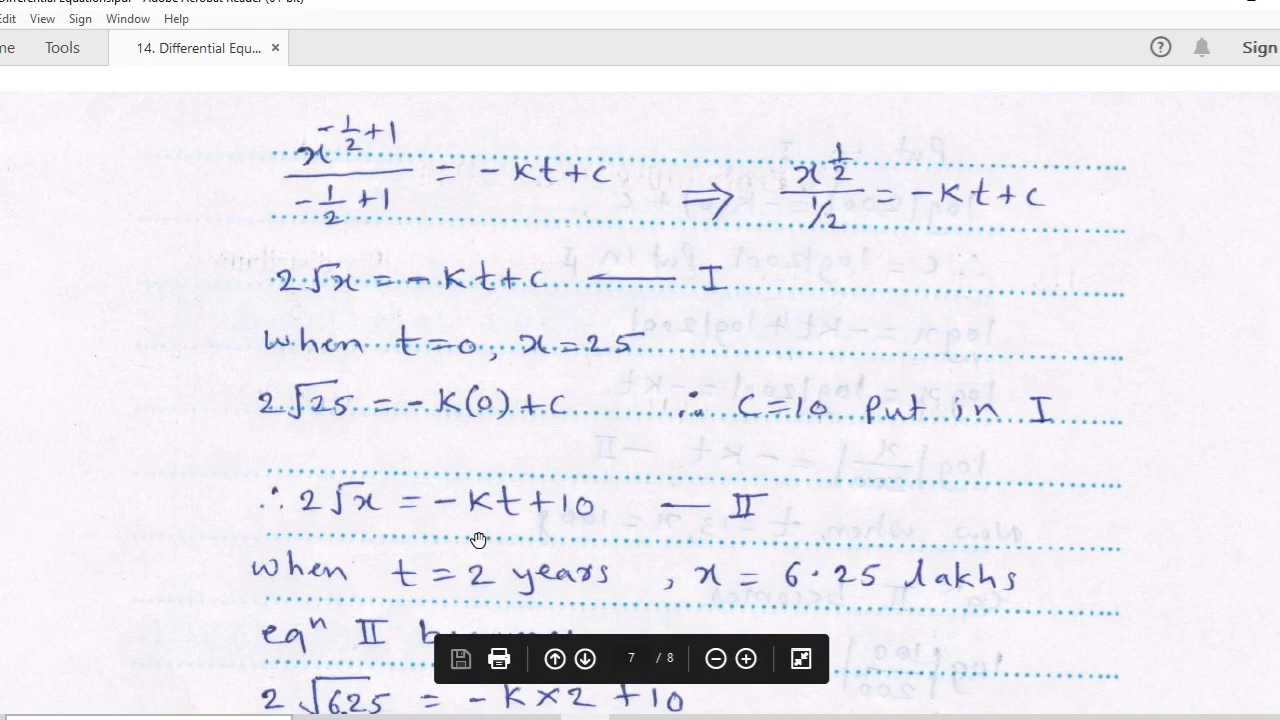 Edit View Sign Window Help
Tools 14. Differential Equ... × Sign
x^(-1/2+1) / (-1/2+1) = -kt+c ⇒ x^(1/2) / (1/2) = -kt+c
2√x = -kt+c ← I
When t=0, x=25
2√25 = -k(0)+c ∴ c=10 put in I
∴ 2√x = -kt+10 — II
when t=2 years , x = 6.25 lakhs
eqⁿ II
2√6.25 = -k×2 +10
7 / 8